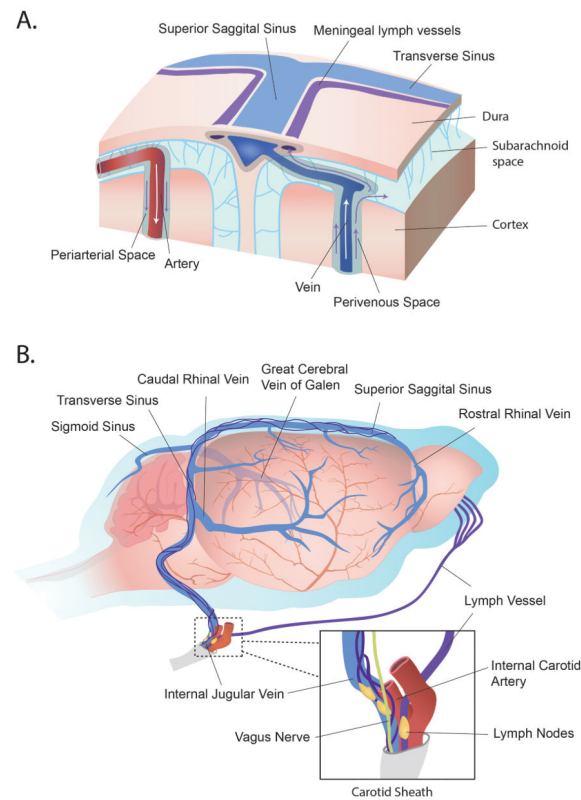 A.
Superior Saggital Sinus
Meningeal lymph vessels
Transverse Sinus
Dura
Subarachnoid
space
Cortex
Periarterial Space
Artery
Vein
Perivenous Space
B.
Great Cerebral
Vein of Galen
Caudal Rhinal Vein
Superior Saggital Sinus
Transverse Sinus
Rostral Rhinal Vein
Sigmoid Sinus
Lymph Vessel
Internal Jugular Vein
Internal Carotid
Artery
Vagus Nerve
Lymph Nodes
Carotid Sheath